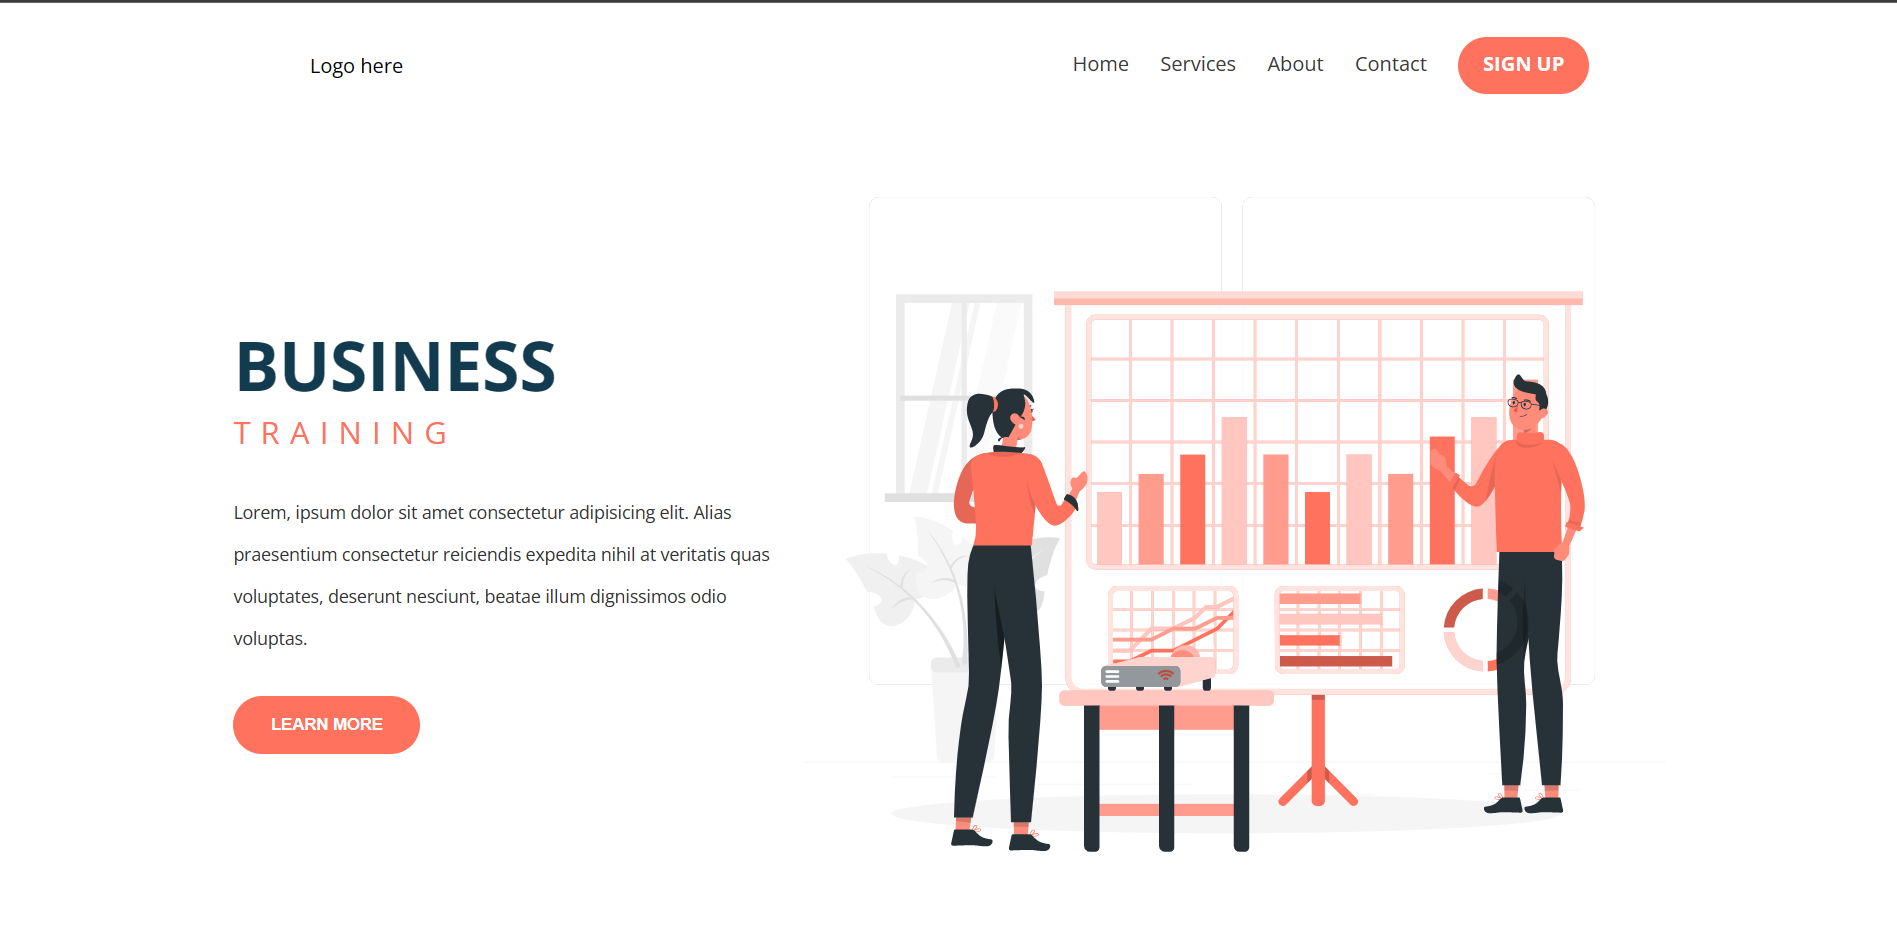 Logo here
Home Services About Contact SIGN UP
BUSINESS
TRAINING
Lorem, ipsum dolor sit amet consectetur adipisicing elit. Alias
praesentium consectetur reiciendis expedita nihil at veritatis quas
voluptates, deserunt nesciunt, beatae illum dignissimos odio
voluptas.
LEARN MORE